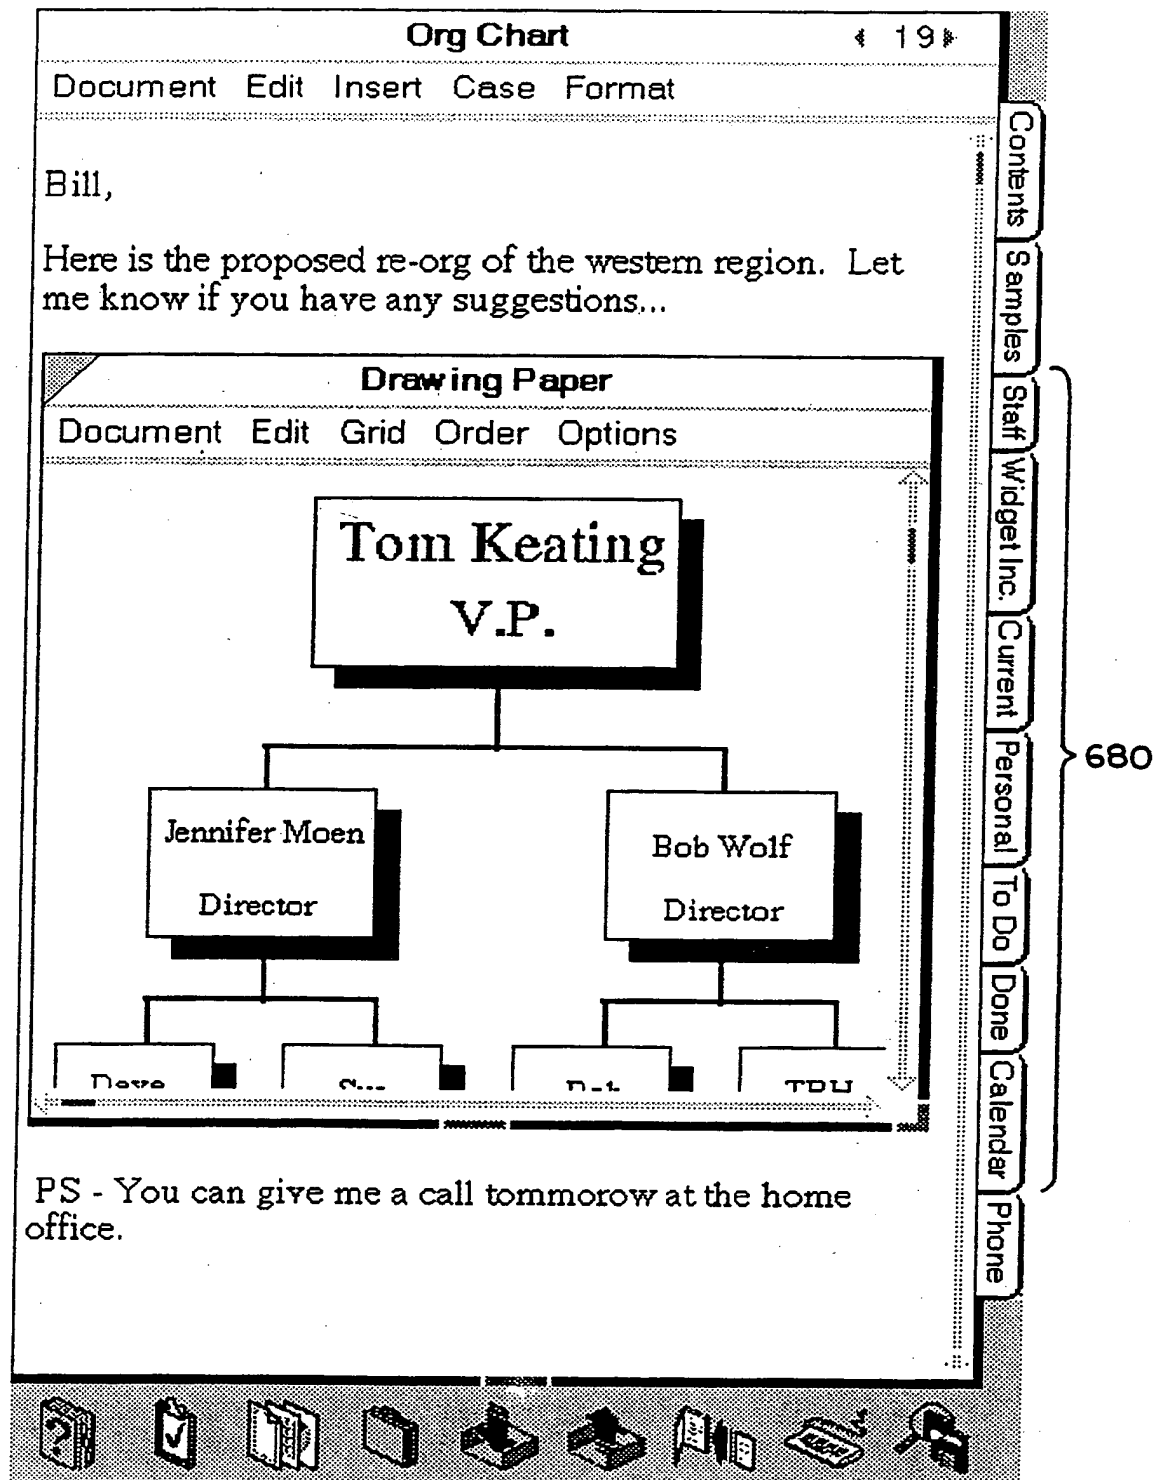 Org Chart 19
Document Edit Insert Case Format
Bill,
Here is the proposed re-org of the western region. Let
me know if you have any suggestions...
Drawing Paper
Document Edit Grid Order Options
Tom Keating
V.P.
Jennifer Moen
Director
Bob Wolf
Director
Dave
PS - You can give me a call tommorow at the home
office.
Contents
Samples
Staff
Widget Inc.
Current
Personal
To Do
Done
Calendar
Phone
680
?